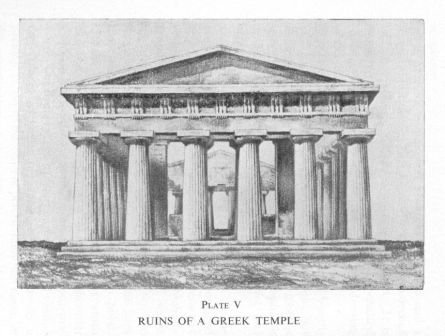 Plate V
RUINS OF A GREEK TEMPLE